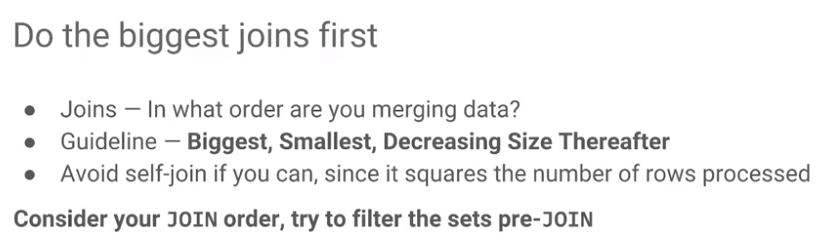 Do the biggest joins first
● Joins — In what order are you merging data?
● Guideline — Biggest, Smallest, Decreasing Size Thereafter
● Avoid self-join if you can, since it squares the number of rows processed
Consider your JOIN order, try to filter the sets pre-JOIN